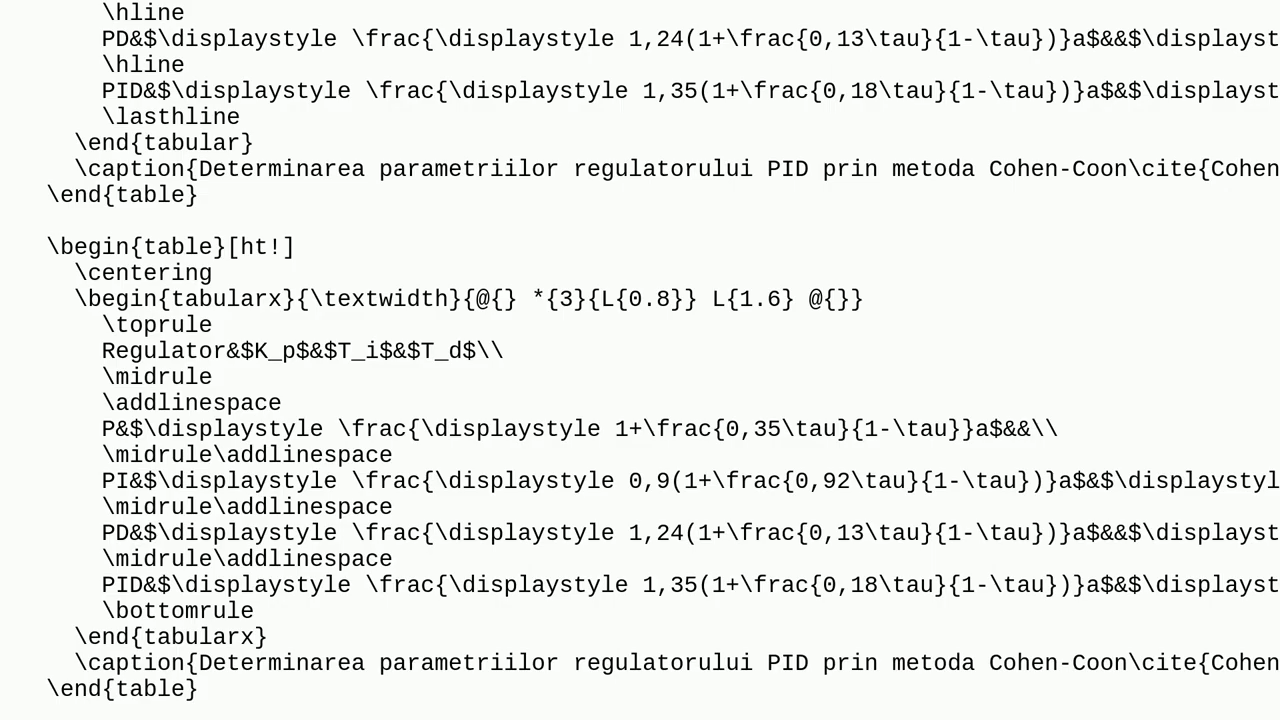 \hline
PD&$\displaystyle \frac{\displaystyle 1,24(1+\frac{0,13\tau}{1-\tau})}a$&&$\displayst
\hline
PID&$\displaystyle \frac{\displaystyle 1,35(1+\frac{0,18\tau}{1-\tau})}a$&$\displayst
\lasthline
\end{tabular}
\caption{Determinarea parametriilor regulatorului PID prin metoda Cohen-Coon\cite{Cohen
\end{table}
\begin{table}[ht!]
\centering
\begin{tabularx}{\textwidth}{@{} *{3}{L{0.8}} L{1.6} @{}}
\toprule
Regulator&$K_p$&$T_i$&$T_d$\\
\midrule
\addlinespace
P&$\displaystyle \frac{\displaystyle 1+\frac{0,35\tau}{1-\tau}}a$&&\\
\midrule\addlinespace
PI&$\displaystyle \frac{\displaystyle 0,9(1+\frac{0,92\tau}{1-\tau})}a$&$\displaystyl
\midrule\addlinespace
PD&$\displaystyle \frac{\displaystyle 1,24(1+\frac{0,13\tau}{1-\tau})}a$&&$\displayst
\midrule\addlinespace
PID&$\displaystyle \frac{\displaystyle 1,35(1+\frac{0,18\tau}{1-\tau})}a$&$\displayst
\bottomrule
\end{tabularx}
\caption{Determinarea parametriilor regulatorului PID prin metoda Cohen-Coon\cite{Cohen
\end{table}